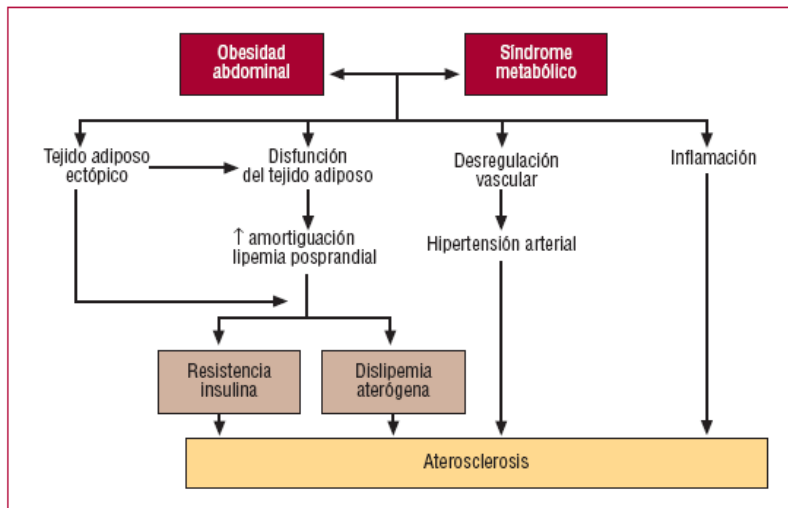 Obesidad
abdominal
Síndrome
metabólico
Tejido adiposo
ectópico
Disfunción
del tejido adiposo
Desregulación
vascular
Inflamación
↑ amortiguación
lipemia posprandial
Hipertensión arterial
Resistencia
insulina
Dislipemia
aterógena
Aterosclerosis